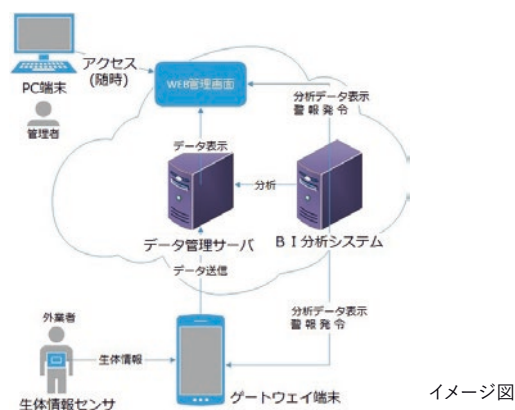 アクセス
(随時)
WEB管理画面
PC端末
管理者
分析データ表示
警報発令
データ表示
分析
データ管理サーバ
BI分析システム
データ送信
外業者
分析データ表示
警報発令
生体情報
生体情報センサ
ゲートウェイ端末
イメージ図